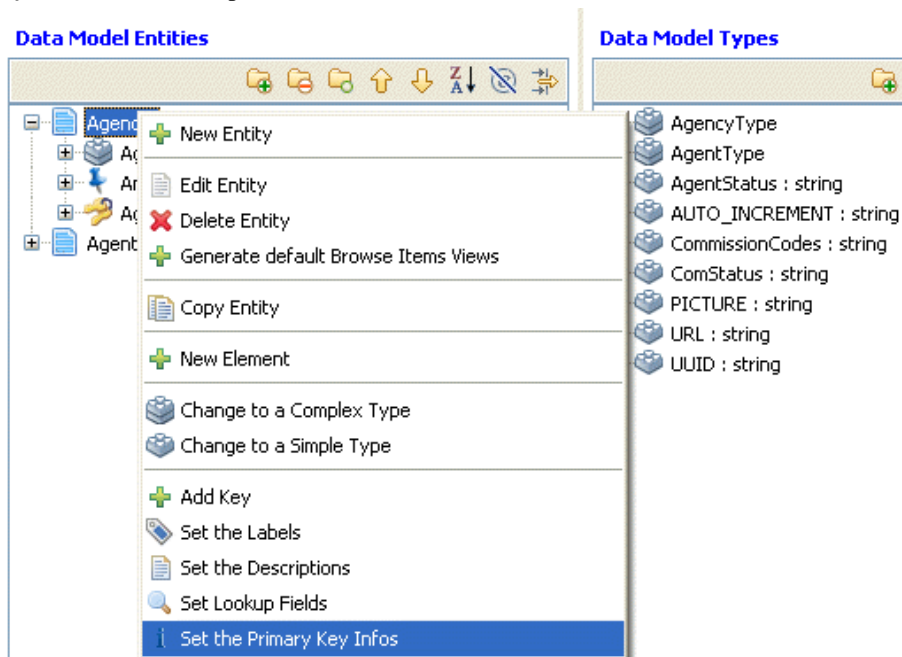 Data Model Entities
Agent
New Entity
Edit Entity
Delete Entity
Generate default Browse Items Views
Copy Entity
New Element
Change to a Complex Type
Change to a Simple Type
Add Key
Set the Labels
Set the Descriptions
Set Lookup Fields
Set the Primary Key Infos
Data Model Types
AgencyType
AgentType
AgentStatus : string
AUTO_INCREMENT : string
CommissionCodes : string
ComStatus : string
PICTURE : string
URL : string
UUID : string